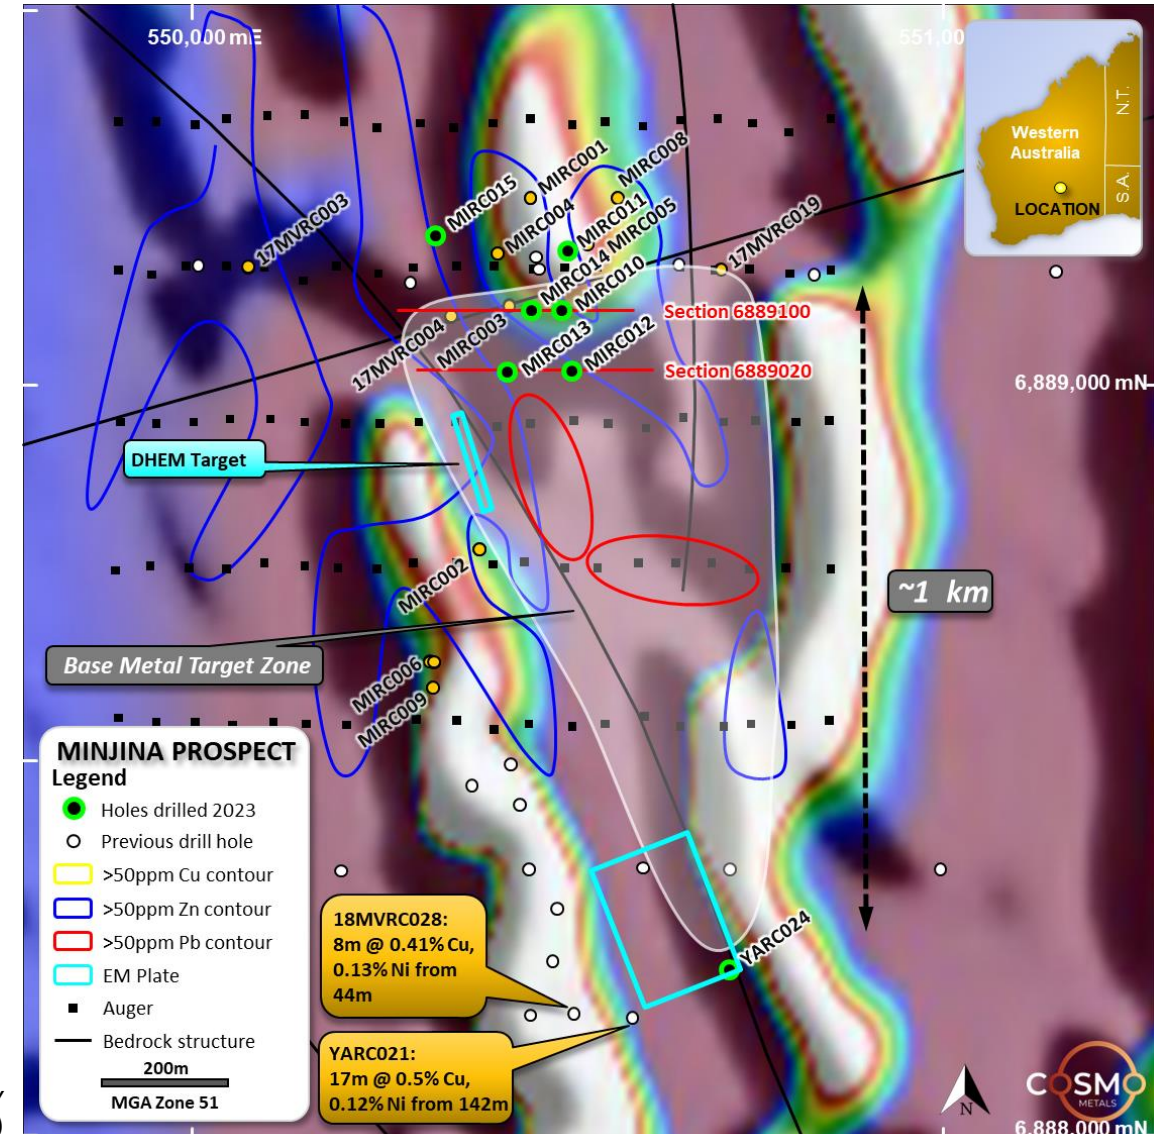 550,000 mE
551,00
N.T.
Western
Australia
S.A.
LOCATION
MIRC001
MIRC008
MIRC015
MIRC004
MIRC011
MIRC005
17MVRC003
17MVRC019
MIRC014
MIRC010
Section 6889100
17MVRC004
MIRC003
MIRC013
MIRC012
Section 6889020
6,889,000 mN
DHEM Target
MIRC002
~1 km
Base Metal Target Zone
MIRC006
MIRC009
MINJINA PROSPECT
Legend
Holes drilled 2023
Previous drill hole
>50ppm Cu contour
>50ppm Zn contour
>50ppm Pb contour
EM Plate
Auger
Bedrock structure
200m
MGA Zone 51
18MVRC028:
8m @ 0.41% Cu,
0.13% Ni from
44m
YARC024
YARC021:
17m @ 0.5% Cu,
0.12% Ni from 142m
N
COSMO
METALS
6,888,000 mN